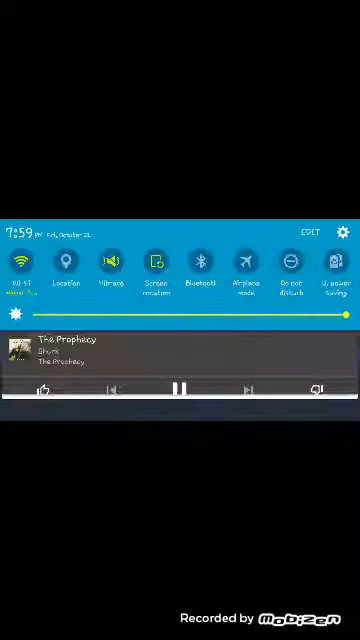 7:59 PM Fri, October 21
EDIT
Wi-Fi
Location
Vibrate
Screen rotation
Bluetooth
Airplane mode
Do not disturb
U. power saving
The Prophecy
The Prophecy
Recorded by Mobizen